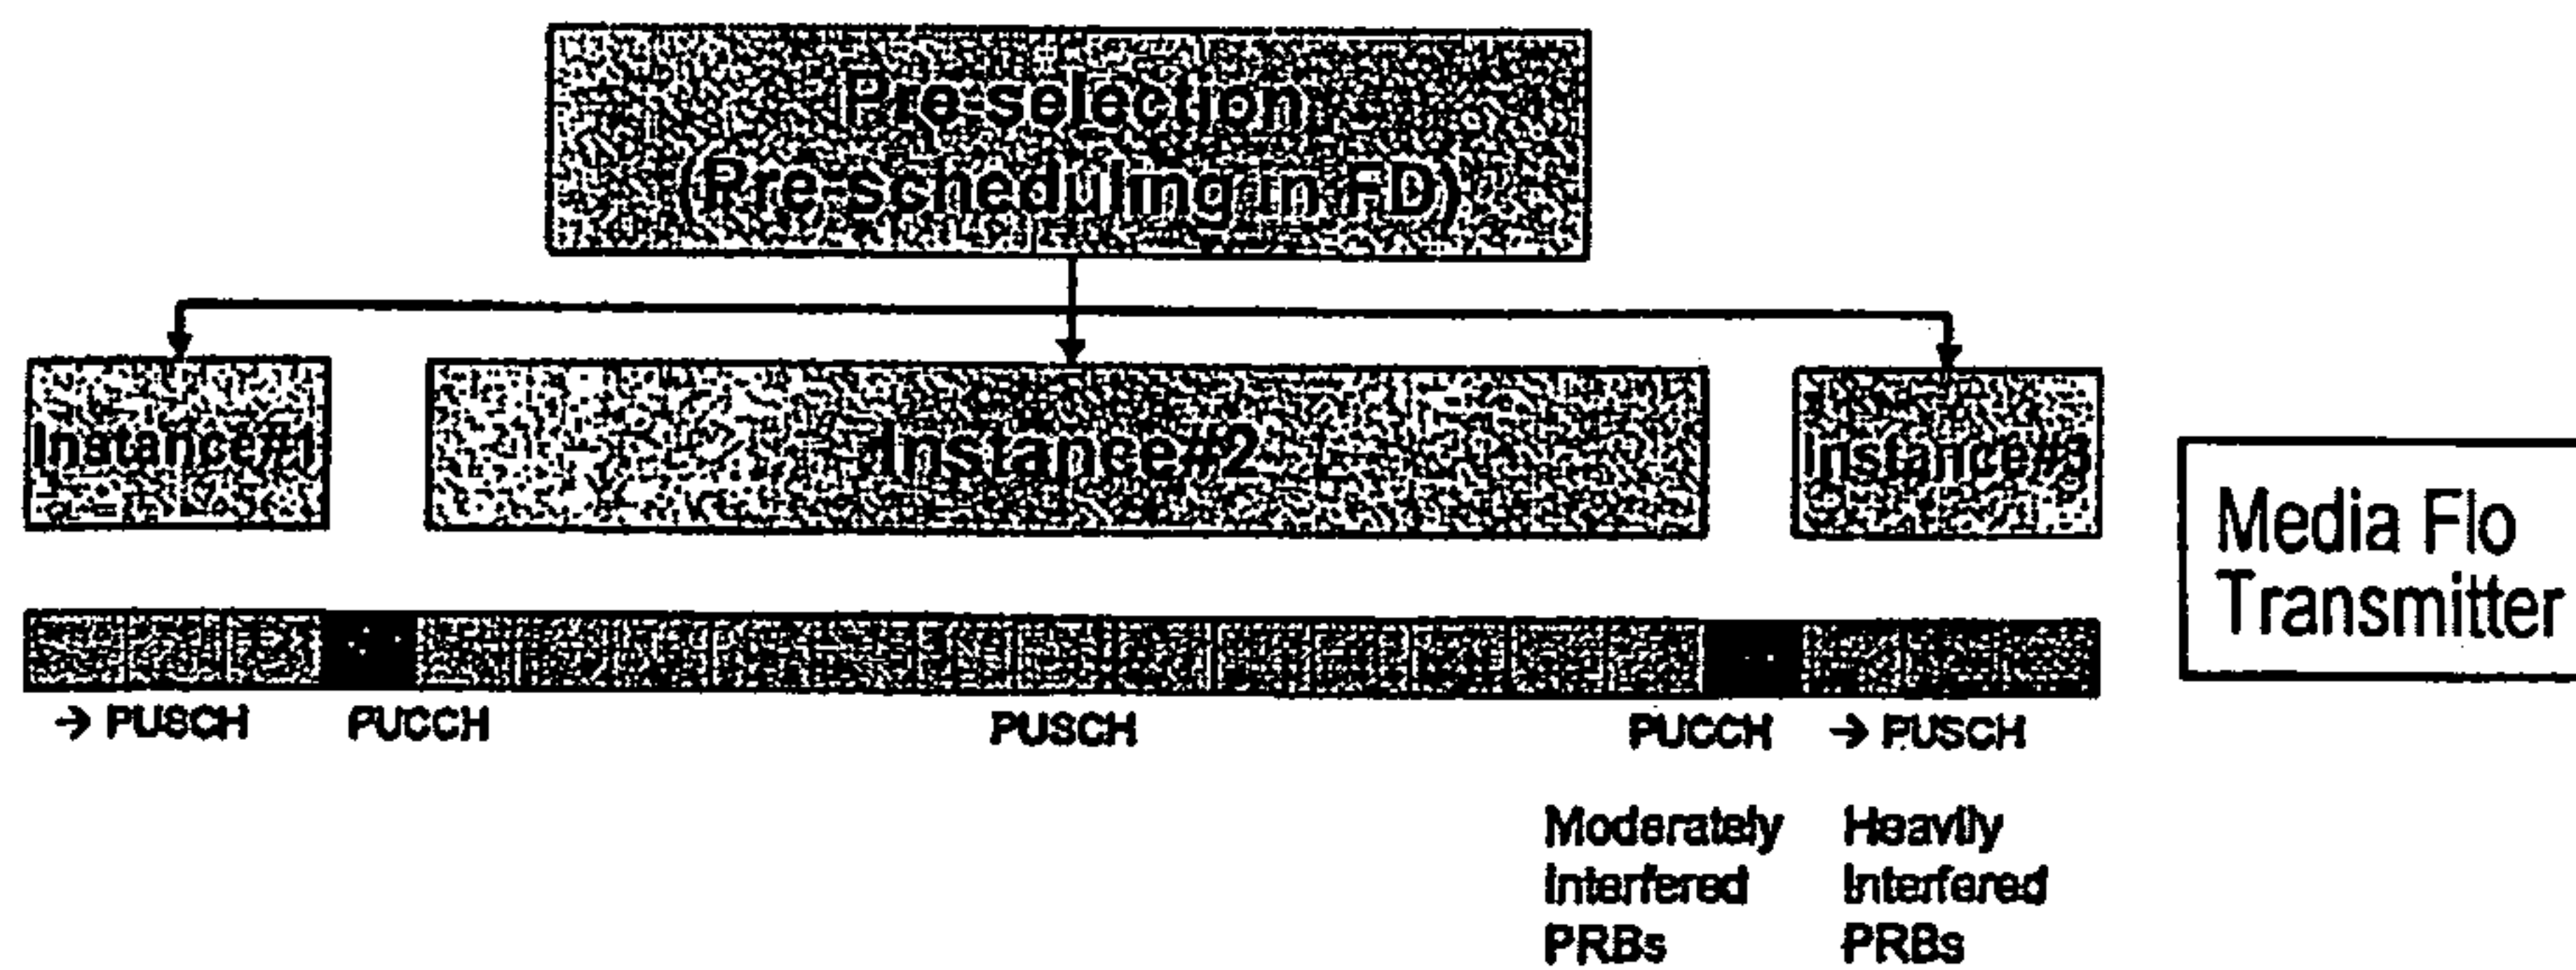 Pre-selection
(Pre-scheduling in FD)
Instance#1
Instance#2
Instance#3
Media Flo
Transmitter
→ PUSCH
PUCCH
PUSCH
PUCCH
→ PUSCH
Moderately
Interfered
PRBs
Heavily
Interfered
PRBs